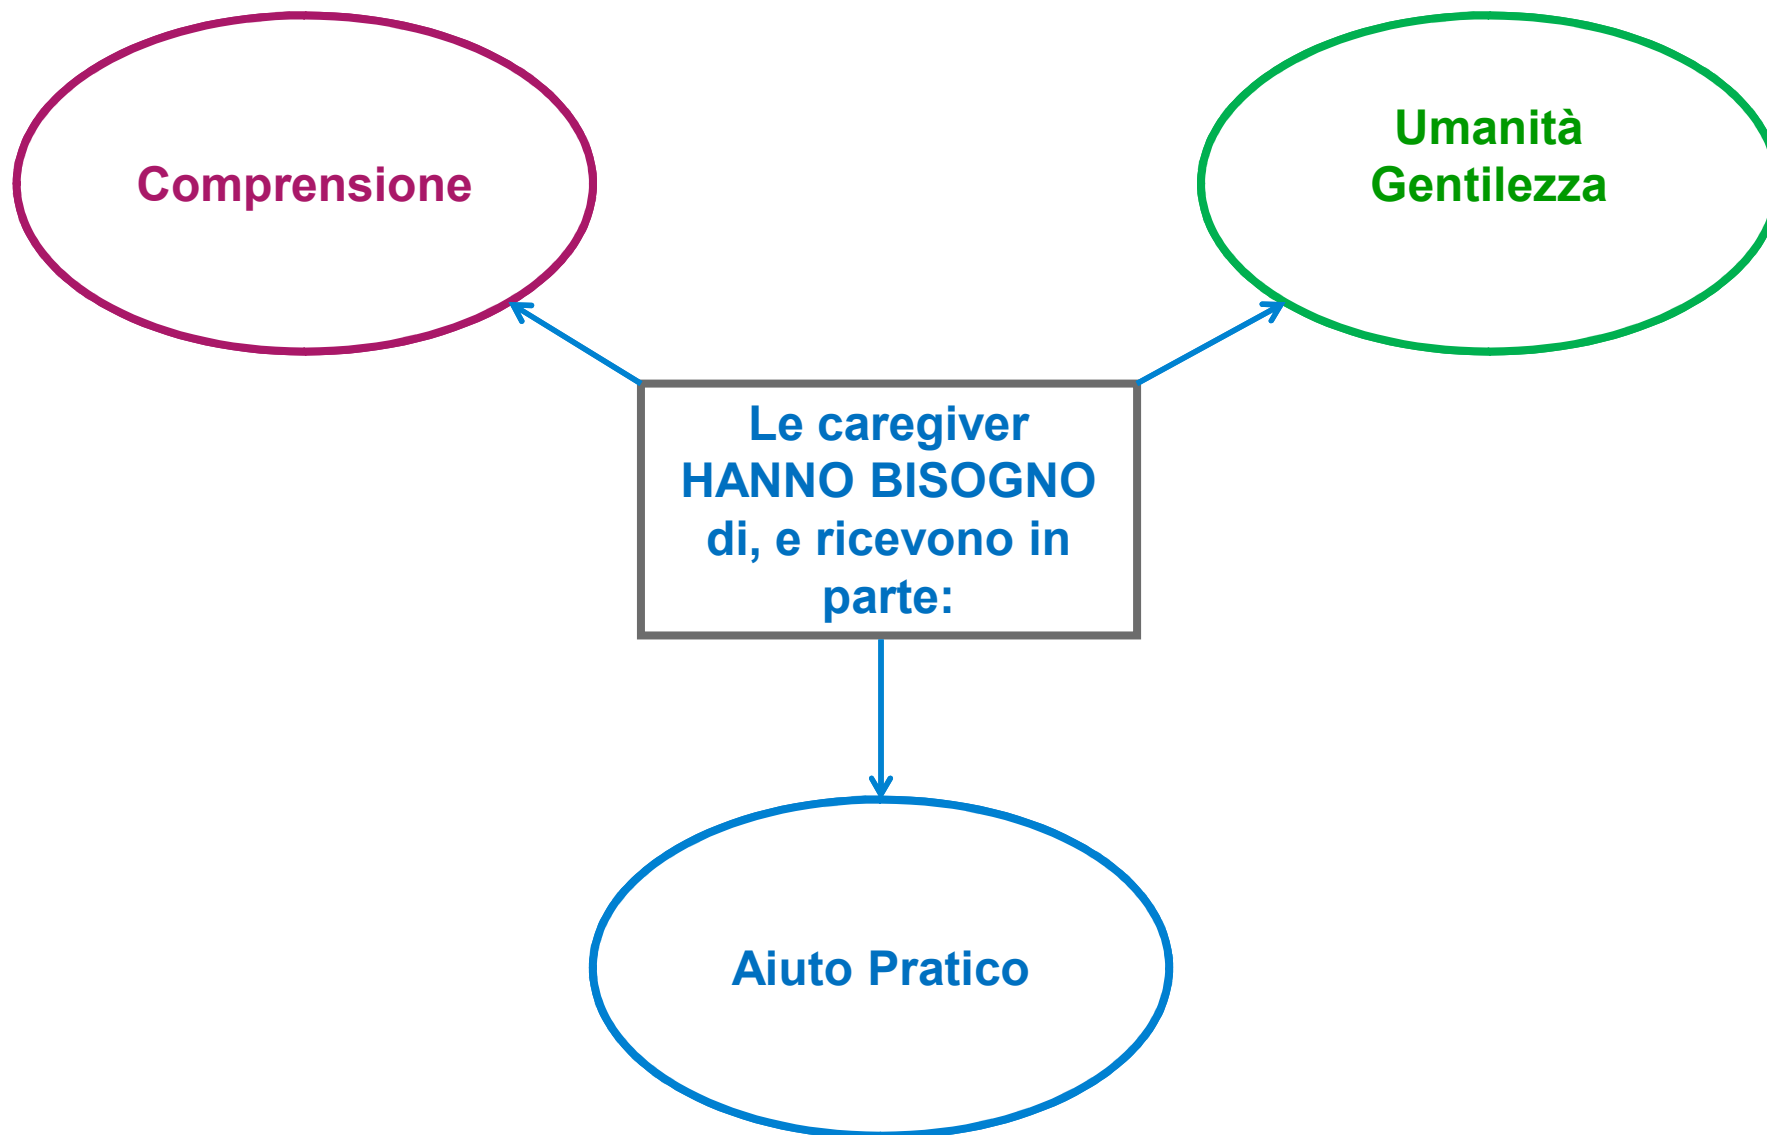 Comprensione
Umanità
Gentilezza
Le caregiver
HANNO BISOGNO
di, e ricevono in
parte:
Aiuto Pratico